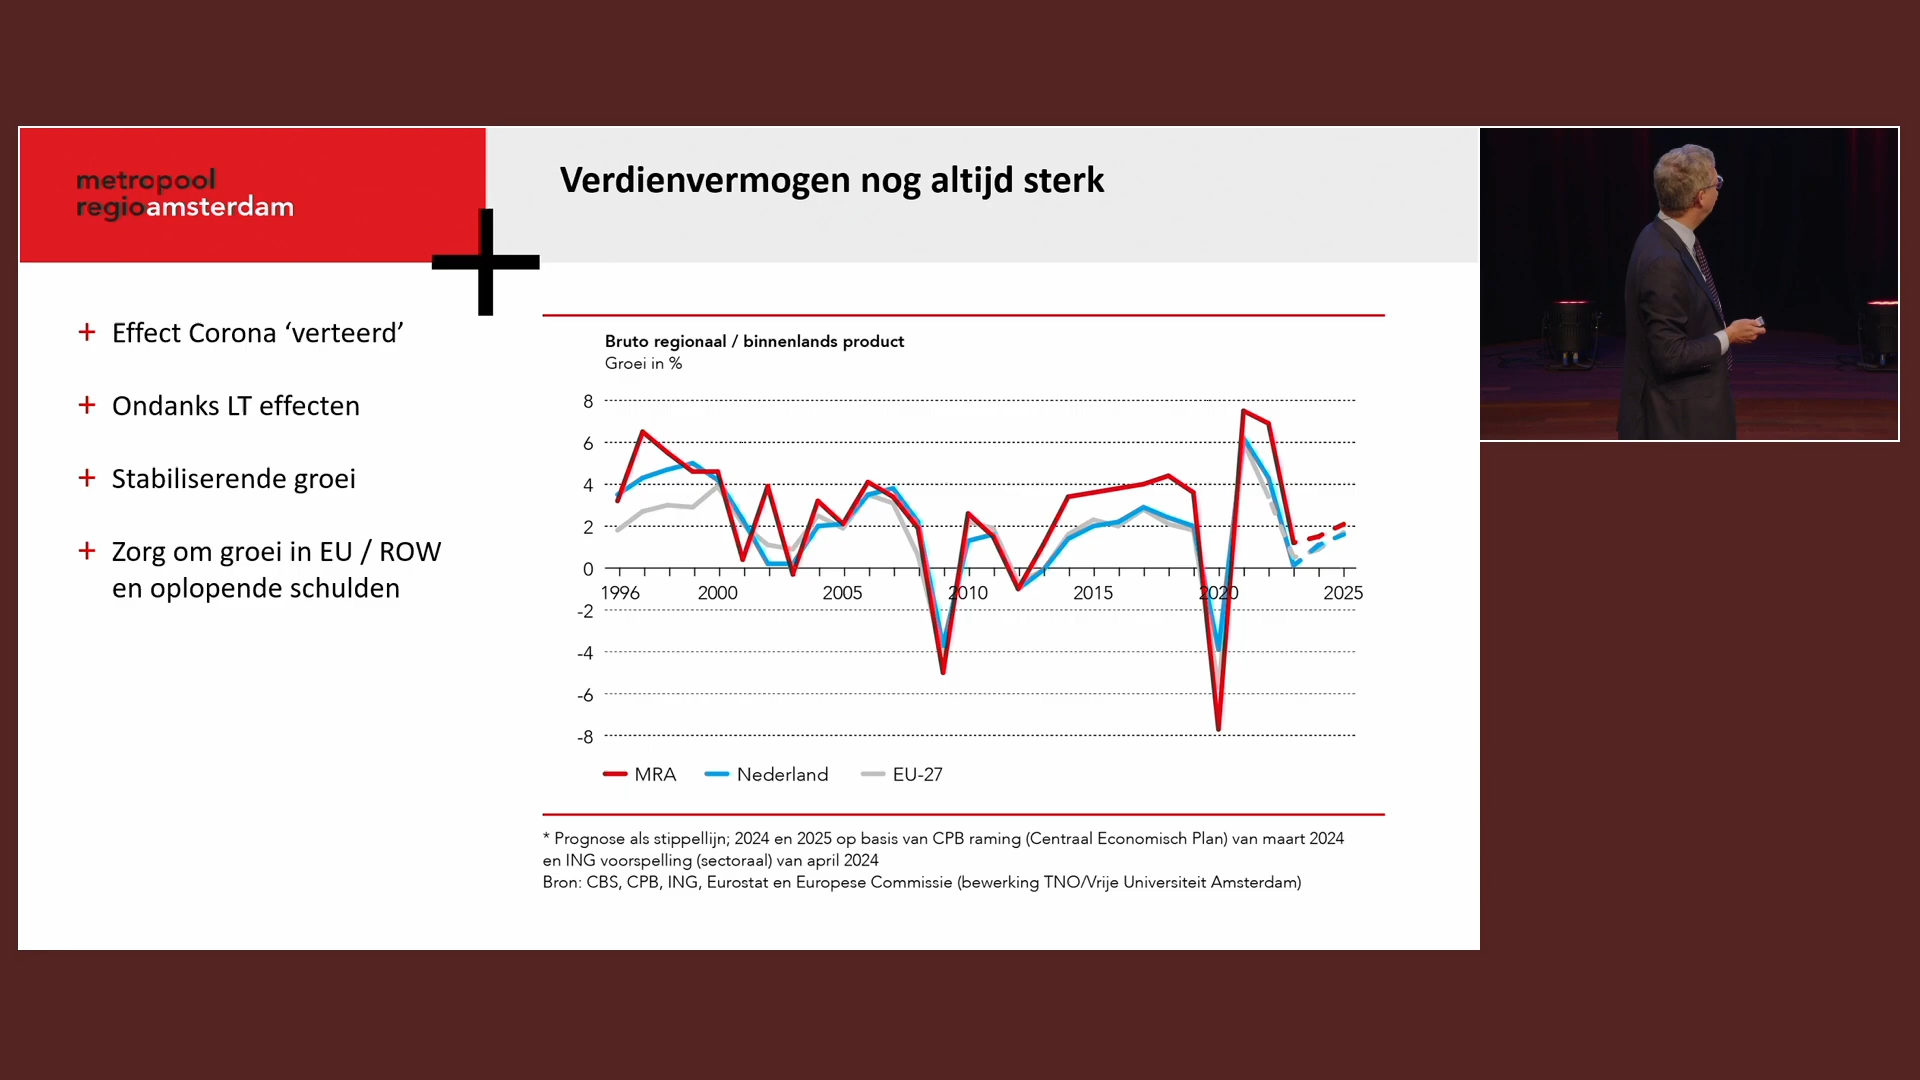 metropool
regioamsterdam
Verdienvermogen nog altijd sterk
+ Effect Corona ‘verteerd’
+ Ondanks LT effecten
+ Stabiliserende groei
+ Zorg om groei in EU / ROW
en oplopende schulden
Bruto regionaal / binnenlands product
Groei in %
8
6
4
2
0
1996 2000 2005 2010 2015 2020 2025
-2
-4
-6
-8
MRA Nederland EU-27
* Prognose als stippellijn; 2024 en 2025 op basis van CPB raming (Centraal Economisch Plan) van maart 2024
en ING voorspelling (sectoraal) van april 2024
Bron: CBS, CPB, ING, Eurostat en Europese Commissie (bewerking TNO/Vrije Universiteit Amsterdam)